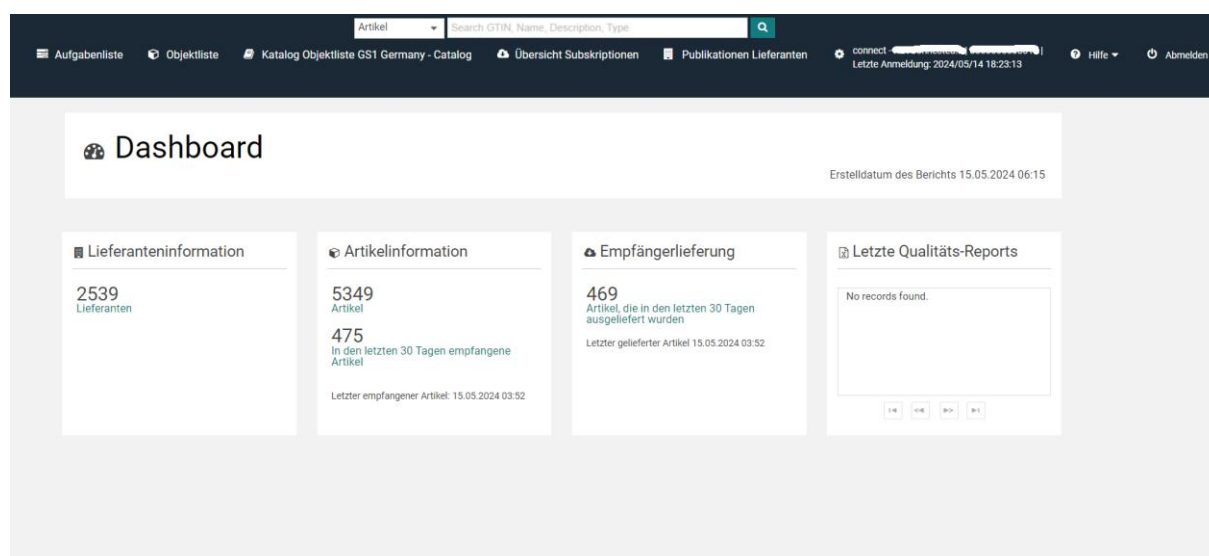 Artikel Search GTIN, Name, Description, Type
Aufgabenliste Objektliste Katalog Objektliste GS1 Germany - Catalog Übersicht Subskriptionen Publikationen Lieferanten connect - Hilfe Abmelden
Letzte Anmeldung: 2024/05/14 18:23:13
Dashboard
Erstelldatum des Berichts 15.05.2024 06:15
Lieferanteninformation
2539
Lieferanten
Artikelinformation
5349
Artikel
475
In den letzten 30 Tagen empfangene
Artikel
Letzter empfangener Artikel: 15.05.2024 03:52
Empfängerlieferung
469
Artikel, die in den letzten 30 Tagen
ausgeliefert wurden
Letzter gelieferter Artikel 15.05.2024 03:52
Letzte Qualitäts-Reports
No records found.